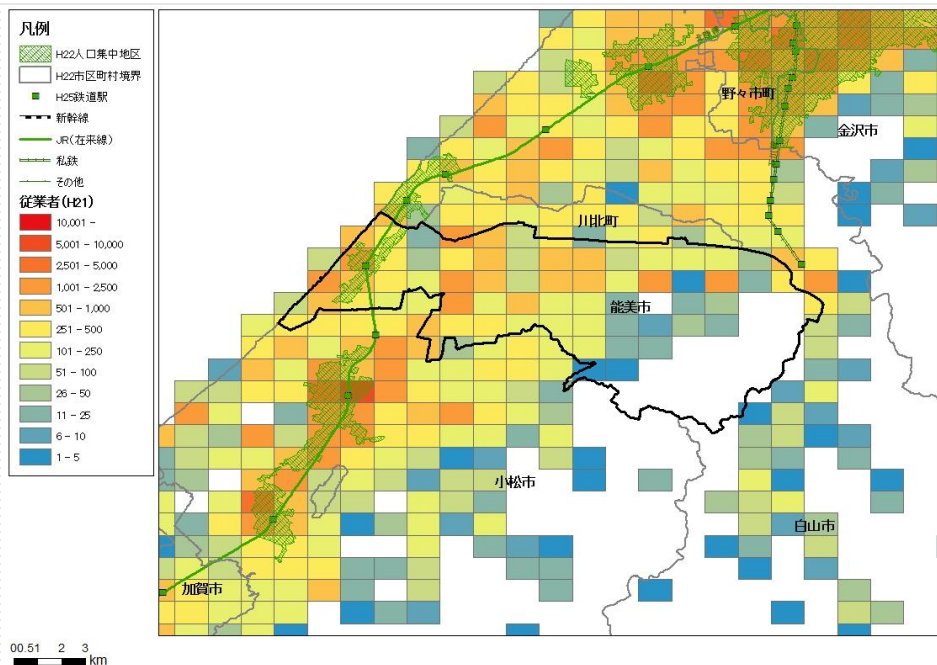 凡例
H22人口集中地区
H22市区町村境界
H25鉄道駅
新幹線
JR(在来線)
私鉄
その他
従業者(H21)
10,001 -
5,001 - 10,000
2,501 - 5,000
1,001 - 2,500
501 - 1,000
251 - 500
101 - 250
51 - 100
26 - 50
11 - 25
6 - 10
1 - 5
野々市町
金沢市
川北町
能美市
小松市
白山市
加賀市
00.51 2 3
km